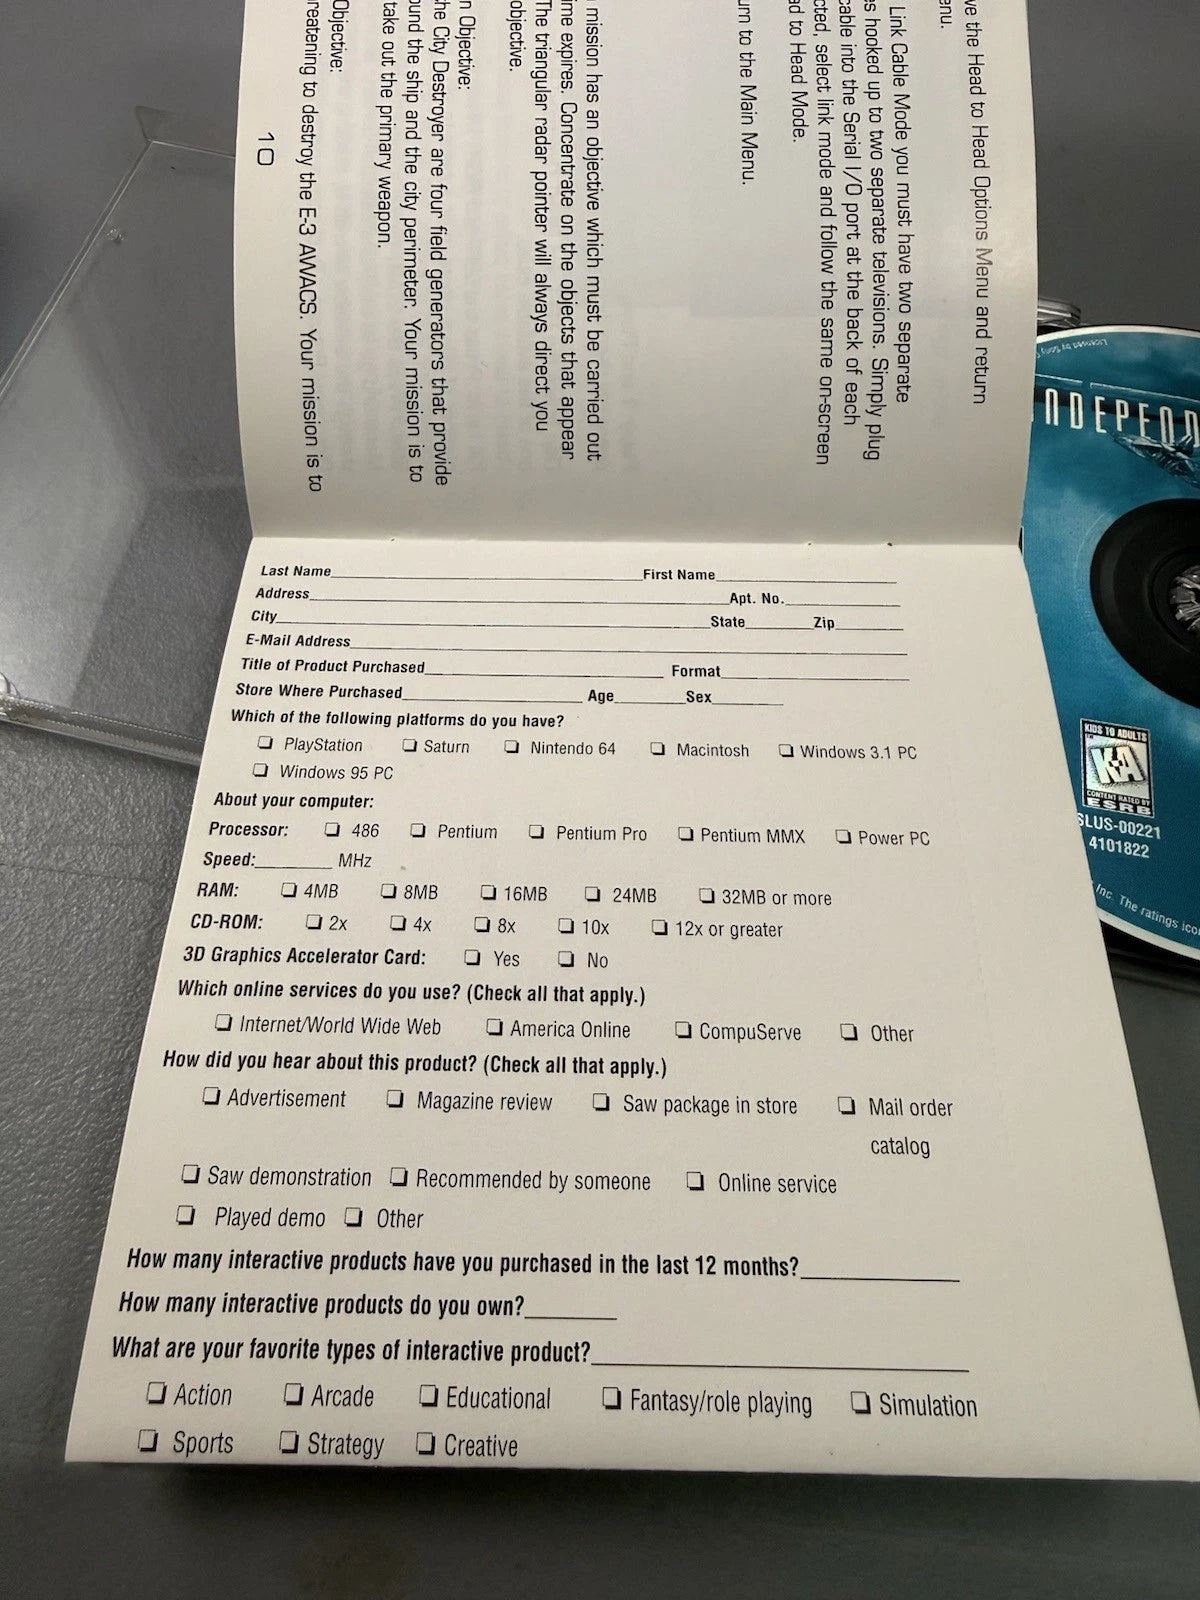 ve the Head to Head Options Menu and return
enu.
Link Cable Mode you must have two separate
hooked up to two separate televisions. Simply plug
cable into the Serial I/O port at the back of each
cted, select link mode and follow the same on-screen
ad to Head Mode.
urn to the Main Menu.
mission has an objective which must be carried out
ime expires. Concentrate on the objects that appear
The triangular radar pointer will always direct you
objective.
n Objective:
he City Destroyer are four field generators that provide
ound the ship and the city perimeter. Your mission is to
take out the primary weapon.
Objective:
reatening to destroy the E-3 AWACS. Your mission is to
10
Last Name First Name
Address Apt. No.
City State Zip
E-Mail Address
Title of Product Purchased Format
Store Where Purchased Age Sex
Which of the following platforms do you have?
❏ PlayStation ❏ Saturn ❏ Nintendo 64 ❏ Macintosh ❏ Windows 3.1 PC
❏ Windows 95 PC
About your computer:
Processor: ❏ 486 ❏ Pentium ❏ Pentium Pro ❏ Pentium MMX ❏ Power PC
Speed:________ MHz
RAM: ❏ 4MB ❏ 8MB ❏ 16MB ❏ 24MB ❏ 32MB or more
CD-ROM: ❏ 2x ❏ 4x ❏ 8x ❏ 10x ❏ 12x or greater
3D Graphics Accelerator Card: ❏ Yes ❏ No
Which online services do you use? (Check all that apply.)
❏ Internet/World Wide Web ❏ America Online ❏ CompuServe ❏ Other
How did you hear about this product? (Check all that apply.)
❏ Advertisement ❏ Magazine review ❏ Saw package in store ❏ Mail order
catalog
❏ Saw demonstration ❏ Recommended by someone ❏ Online service
❏ Played demo ❏ Other
How many interactive products have you purchased in the last 12 months?
How many interactive products do you own?
What are your favorite types of interactive product?
❏ Action ❏ Arcade ❏ Educational ❏ Fantasy/role playing ❏ Simulation
❏ Sports ❏ Strategy ❏ Creative
Licensed by Sony
INDEPEND
KIDS TO ADULTS
K-A
CONTENT RATED BY
ESRB
SLUS-00221
4101822
Inc. The ratings ico